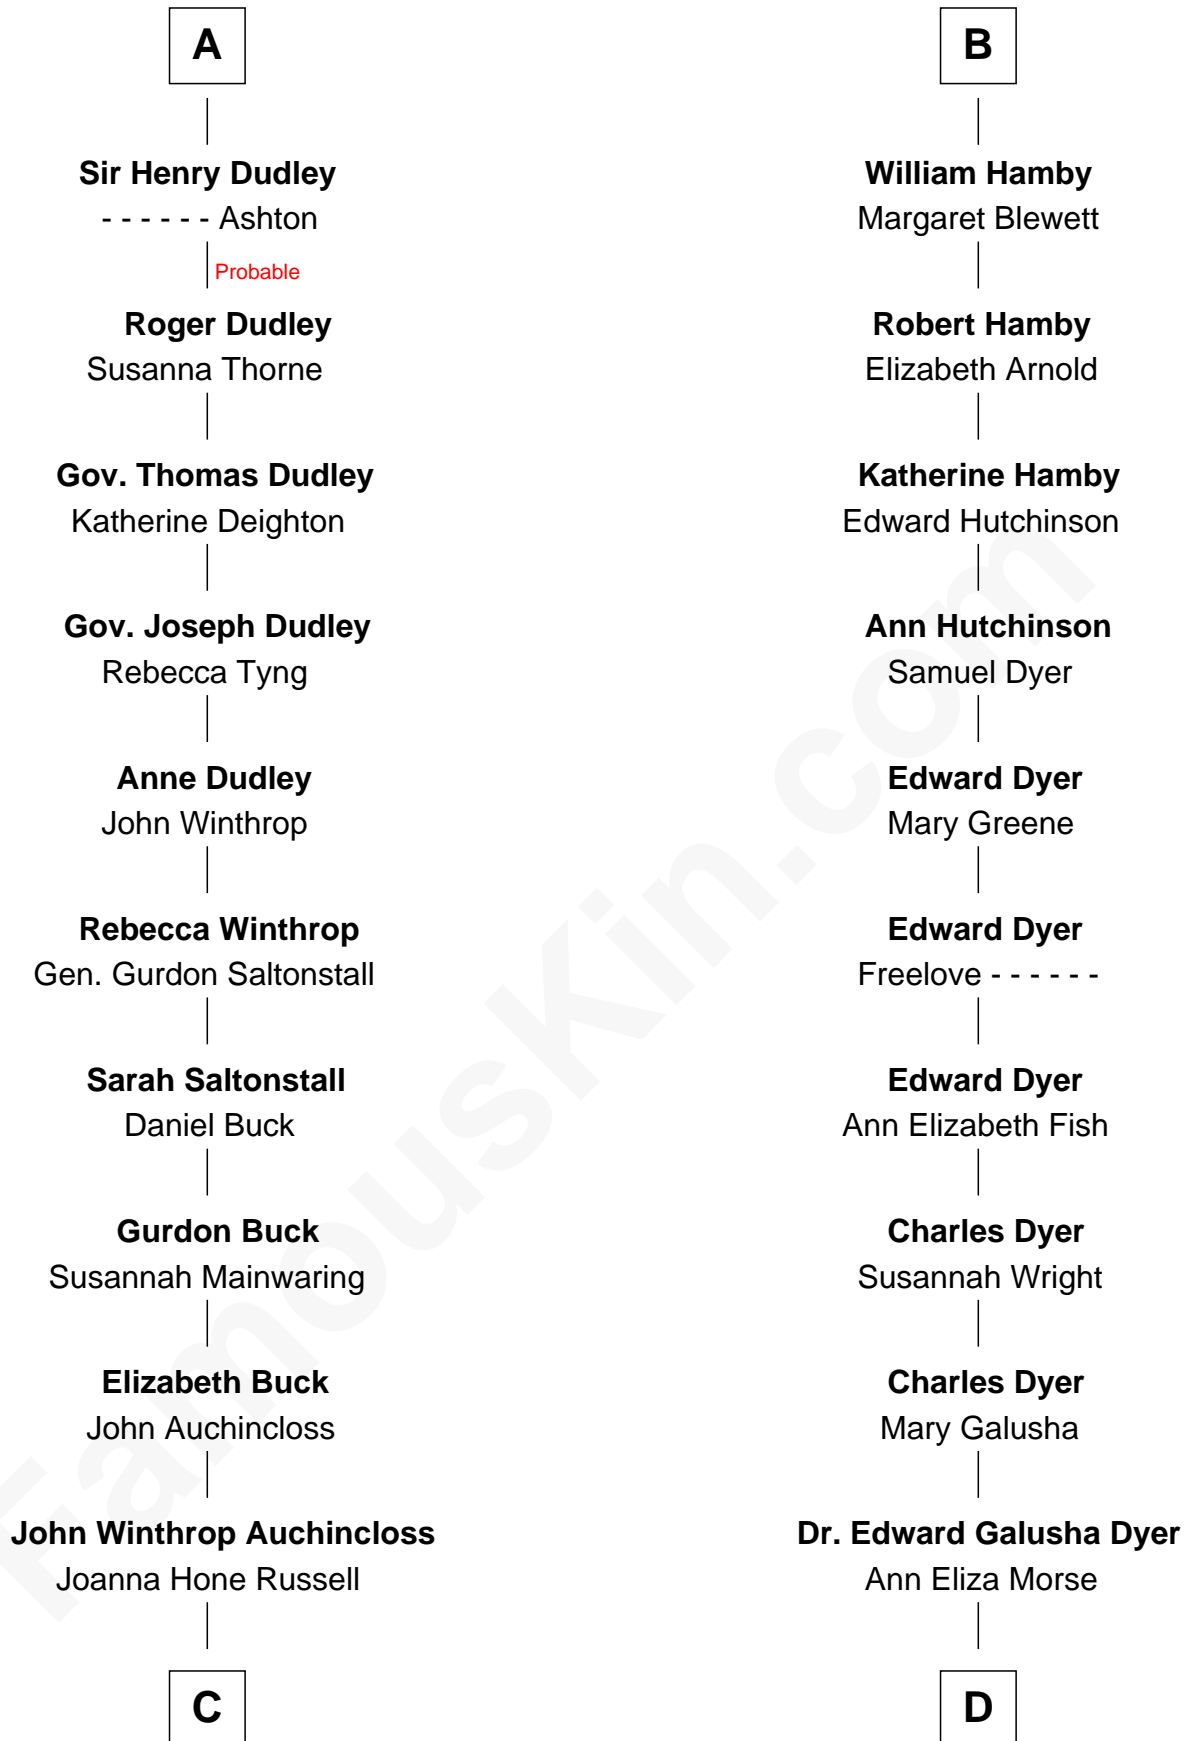 A
Sir Henry Dudley
- - - - - - Ashton
Probable
Roger Dudley
Susanna Thorne
Gov. Thomas Dudley
Katherine Deighton
Gov. Joseph Dudley
Rebecca Tyng
Anne Dudley
John Winthrop
Rebecca Winthrop
Gen. Gurdon Saltonstall
Sarah Saltonstall
Daniel Buck
Gurdon Buck
Susannah Mainwaring
Elizabeth Buck
John Auchincloss
John Winthrop Auchincloss
Joanna Hone Russell
C
B
William Hamby
Margaret Blewett
Robert Hamby
Elizabeth Arnold
Katherine Hamby
Edward Hutchinson
Ann Hutchinson
Samuel Dyer
Edward Dyer
Mary Greene
Edward Dyer
Freelove - - - - - -
Edward Dyer
Ann Elizabeth Fish
Charles Dyer
Susannah Wright
Charles Dyer
Mary Galusha
Dr. Edward Galusha Dyer
Ann Eliza Morse
D
FamousKin.com